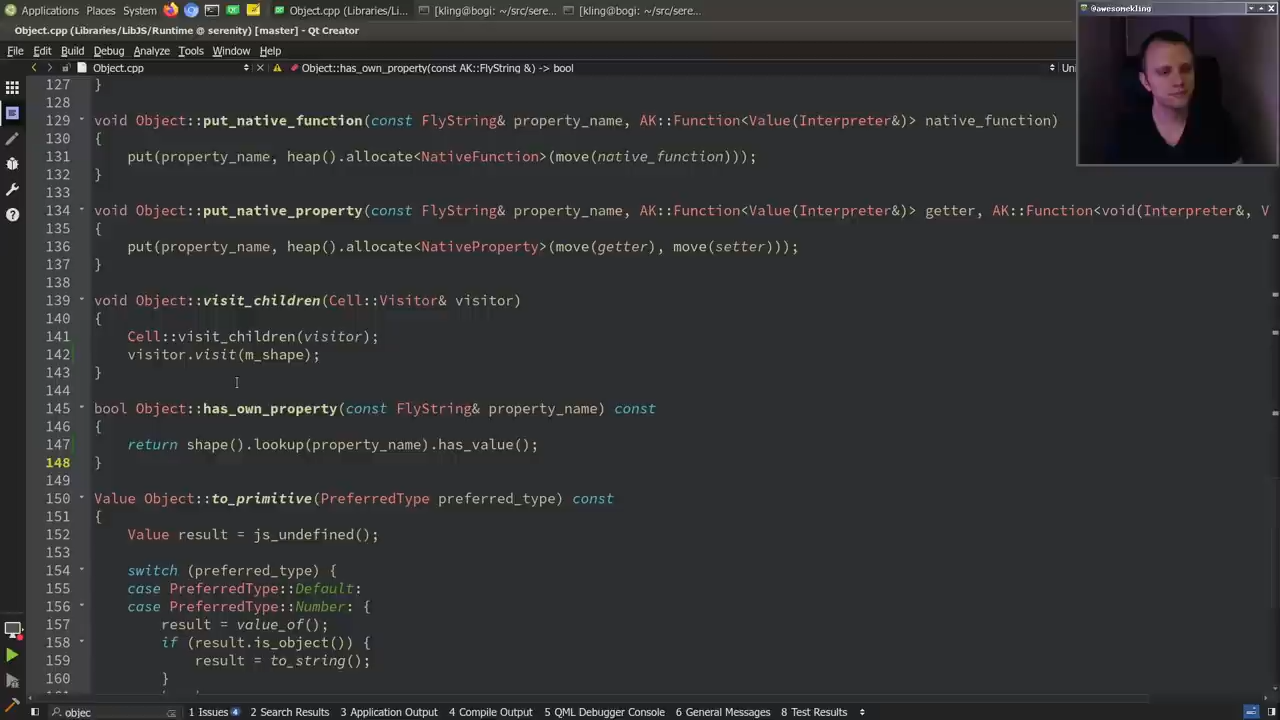 Applications Places System Object.cpp (Libraries/Li... [kling@bogi: ~/src/sere... [kling@bogi: ~/src/sere...
@awesomekling
Object.cpp (Libraries/LibJS/Runtime @ serenity) [master] - Qt Creator
File Edit Build Debug Analyze Tools Window Help
Object.cpp Object::has_own_property(const AK::FlyString &) -> bool
127 }
128
129 void Object::put_native_function(const FlyString& property_name, AK::Function<Value(Interpreter&)> native_function)
130 {
131 put(property_name, heap().allocate<NativeFunction>(move(native_function)));
132 }
133
134 void Object::put_native_property(const FlyString& property_name, AK::Function<Value(Interpreter&)> getter, AK::Function<void(Interpreter&, V
135 {
136 put(property_name, heap().allocate<NativeProperty>(move(getter), move(setter)));
137 }
138
139 void Object::visit_children(Cell::Visitor& visitor)
140 {
141 Cell::visit_children(visitor);
142 visitor.visit(m_shape);
143 }
144
145 bool Object::has_own_property(const FlyString& property_name) const
146 {
147 return shape().lookup(property_name).has_value();
148 }
149
150 Value Object::to_primitive(PreferredType preferred_type) const
151 {
152 Value result = js_undefined();
153
154 switch (preferred_type) {
155 case PreferredType::Default:
156 case PreferredType::Number: {
157 result = value_of();
158 if (result.is_object()) {
159 result = to_string();
160 }
objec 1 Issues 4 2 Search Results 3 Application Output 4 Compile Output 5 QML Debugger Console 6 General Messages 8 Test Results